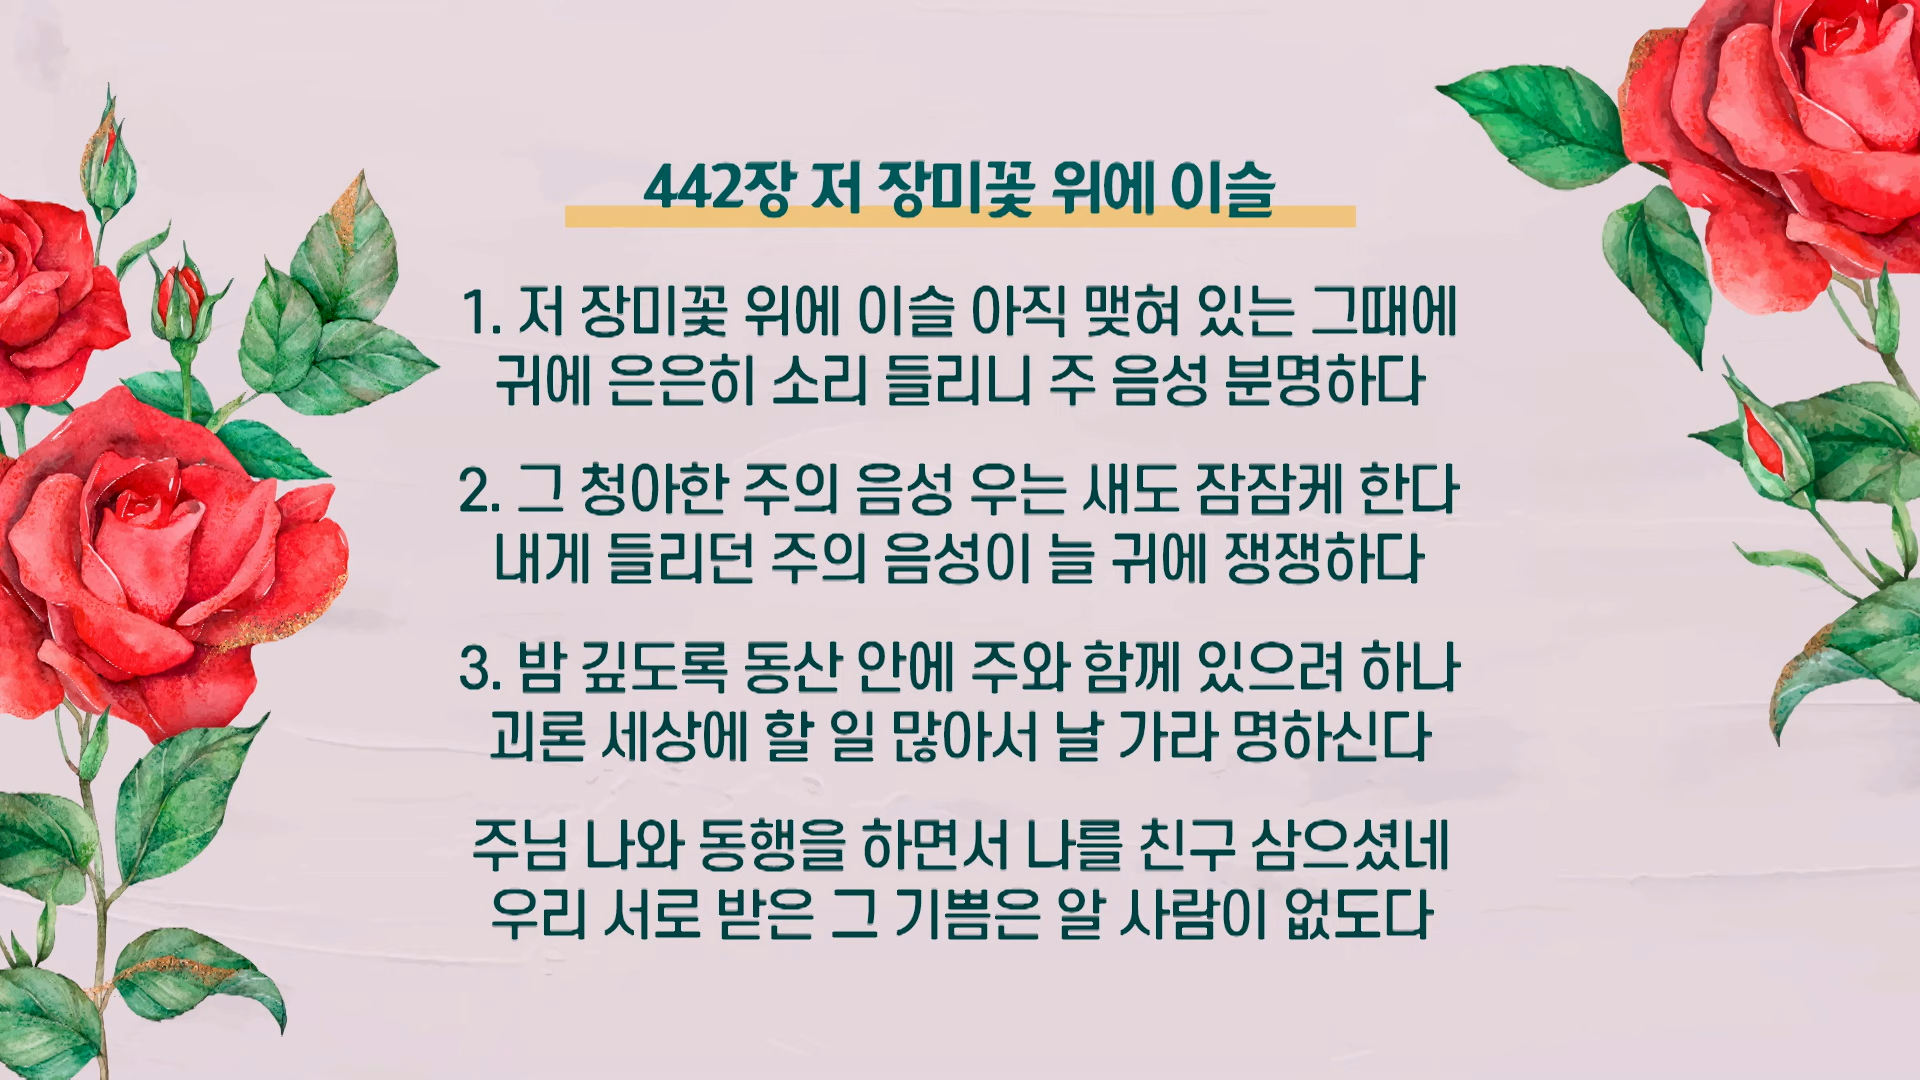 442장 저 장미꽃 위에 이슬
1. 저 장미꽃 위에 이슬 아직 맺혀 있는 그때에
귀에 은은히 소리 들리니 주 음성 분명하다
2. 그 청아한 주의 음성 우는 새도 잠잠케 한다
내게 들리던 주의 음성이 늘 귀에 쟁쟁하다
3. 밤 깊도록 동산 안에 주와 함께 있으려 하나
괴론 세상에 할 일 많아서 날 가라 명하신다
주님 나와 동행을 하면서 나를 친구 삼으셨네
우리 서로 받은 그 기쁨은 알 사람이 없도다